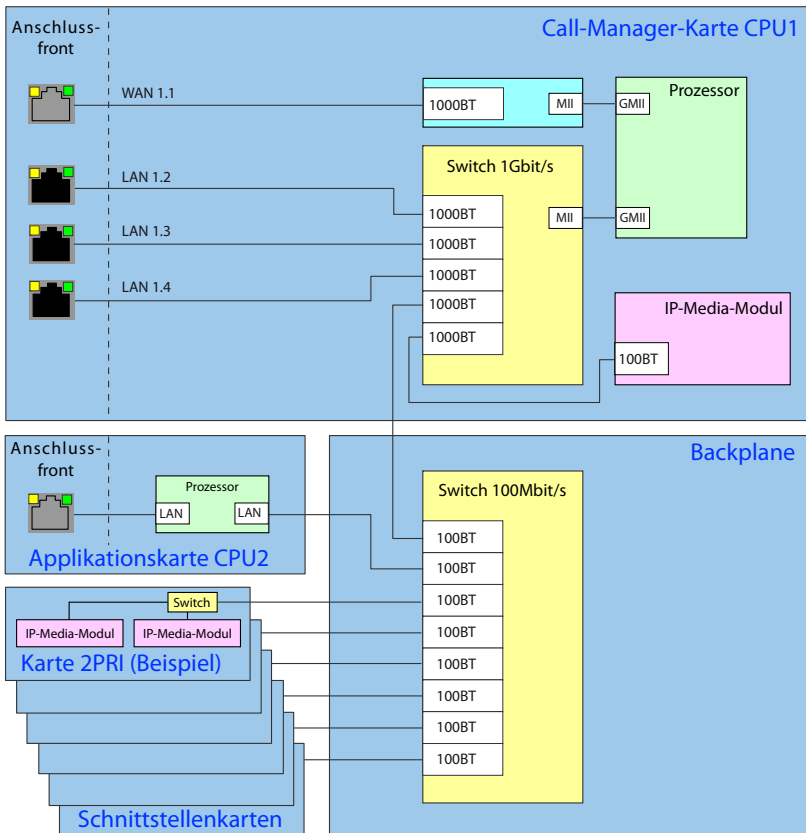 Anschluss-
front
Call-Manager-Karte CPU1
WAN 1.1
1000BT
MII
GMII
Prozessor
LAN 1.2
LAN 1.3
LAN 1.4
Switch 1Gbit/s
1000BT
1000BT
1000BT
1000BT
1000BT
MII
GMII
IP-Media-Modul
100BT
Anschluss-
front
Prozessor
LAN
LAN
Applikationskarte CPU2
Backplane
Switch 100Mbit/s
100BT
100BT
100BT
100BT
100BT
100BT
100BT
100BT
Switch
IP-Media-Modul
IP-Media-Modul
Karte 2PRI (Beispiel)
Schnittstellenkarten